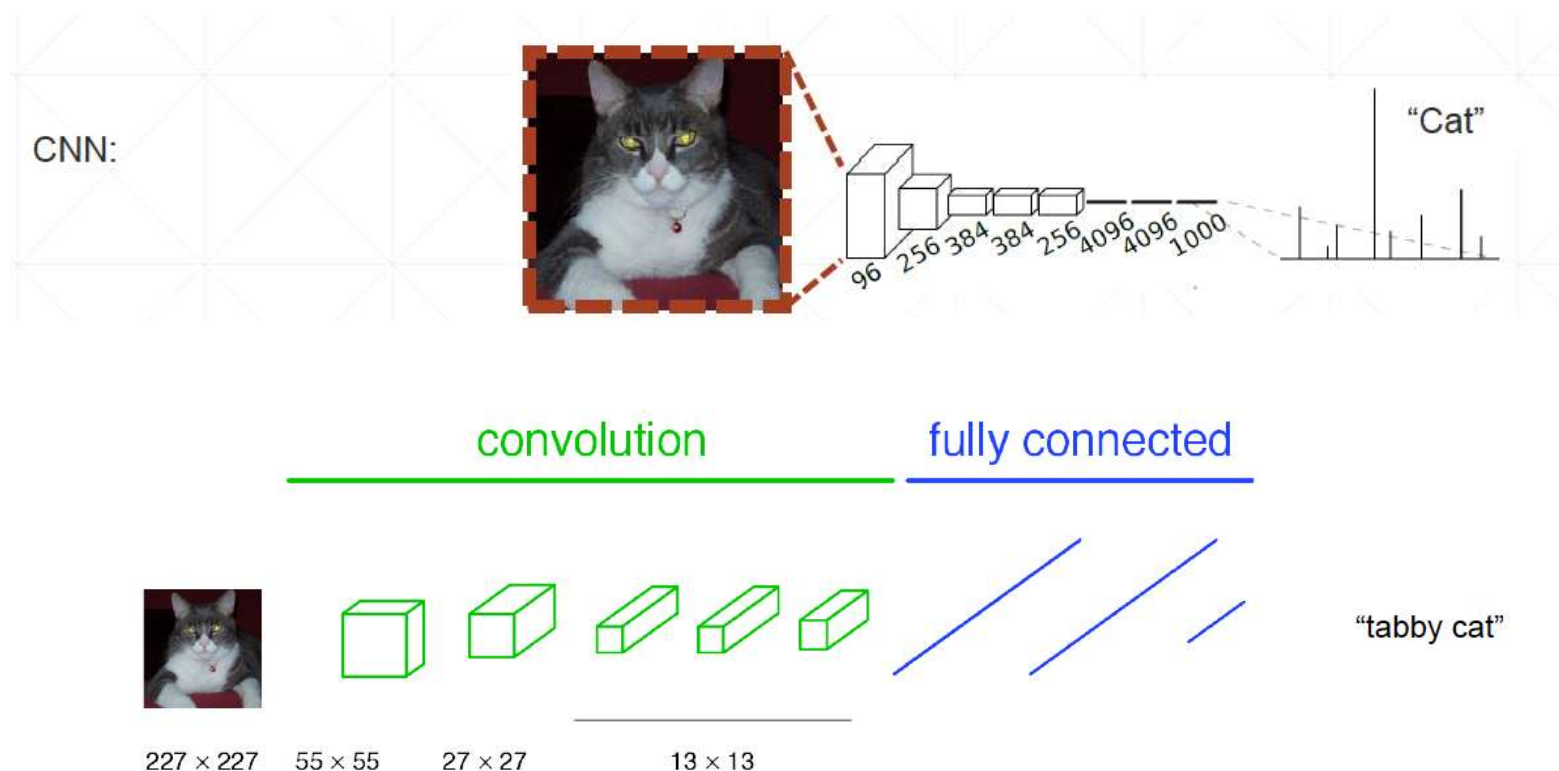 CNN:
“Cat”
96 256 384 384 256 4096 4096 1000
convolution
fully connected
“tabby cat”
227 × 227 55 × 55 27 × 27 13 × 13